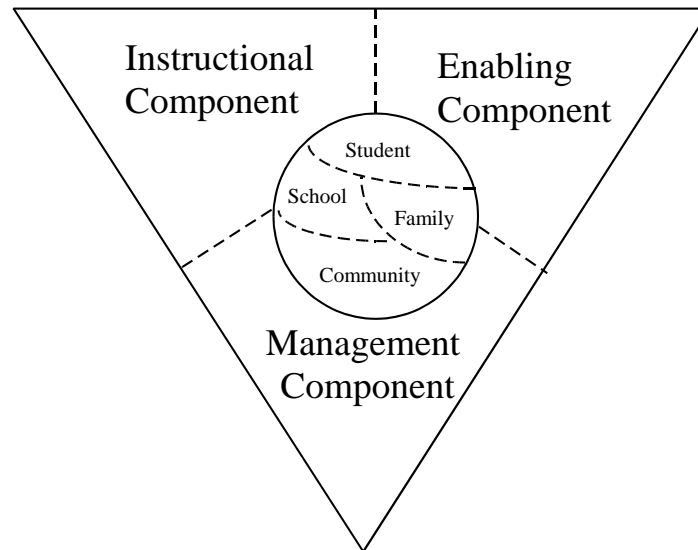 Instructional
Component
Enabling
Component
Student
School
Family
Community
Management
Component